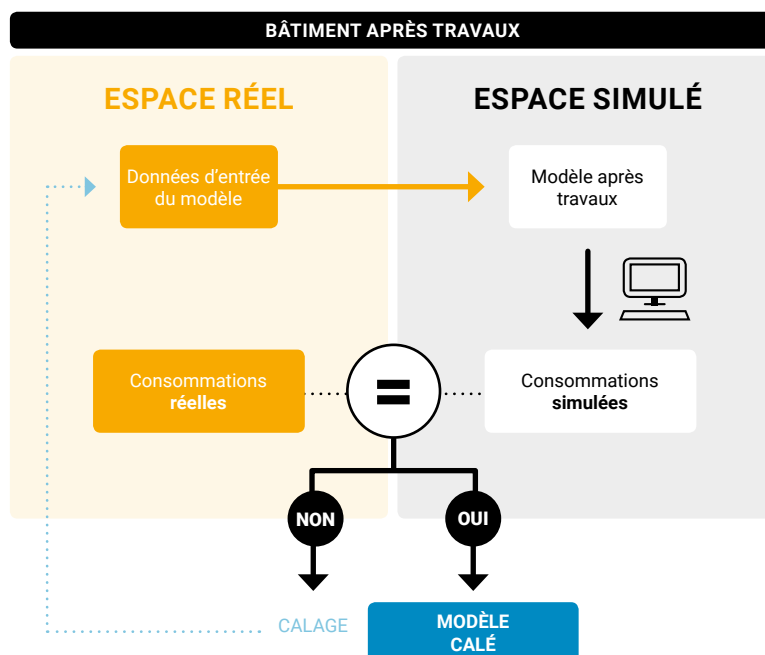 BÂTIMENT APRÈS TRAVAUX
ESPACE RÉEL
ESPACE SIMULÉ
Données d'entrée
du modèle
Modèle après
travaux
Consommations
réelles
=
Consommations
simulées
NON
OUI
CALAGE
MODÈLE
CALÉ